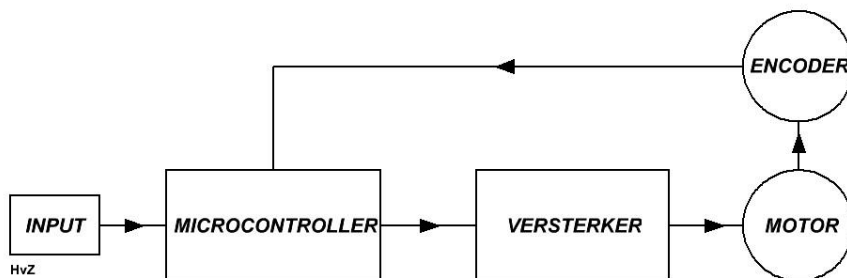 ENCODER
INPUT
MICROCONTROLLER
VERSTERKER
MOTOR
HvZ